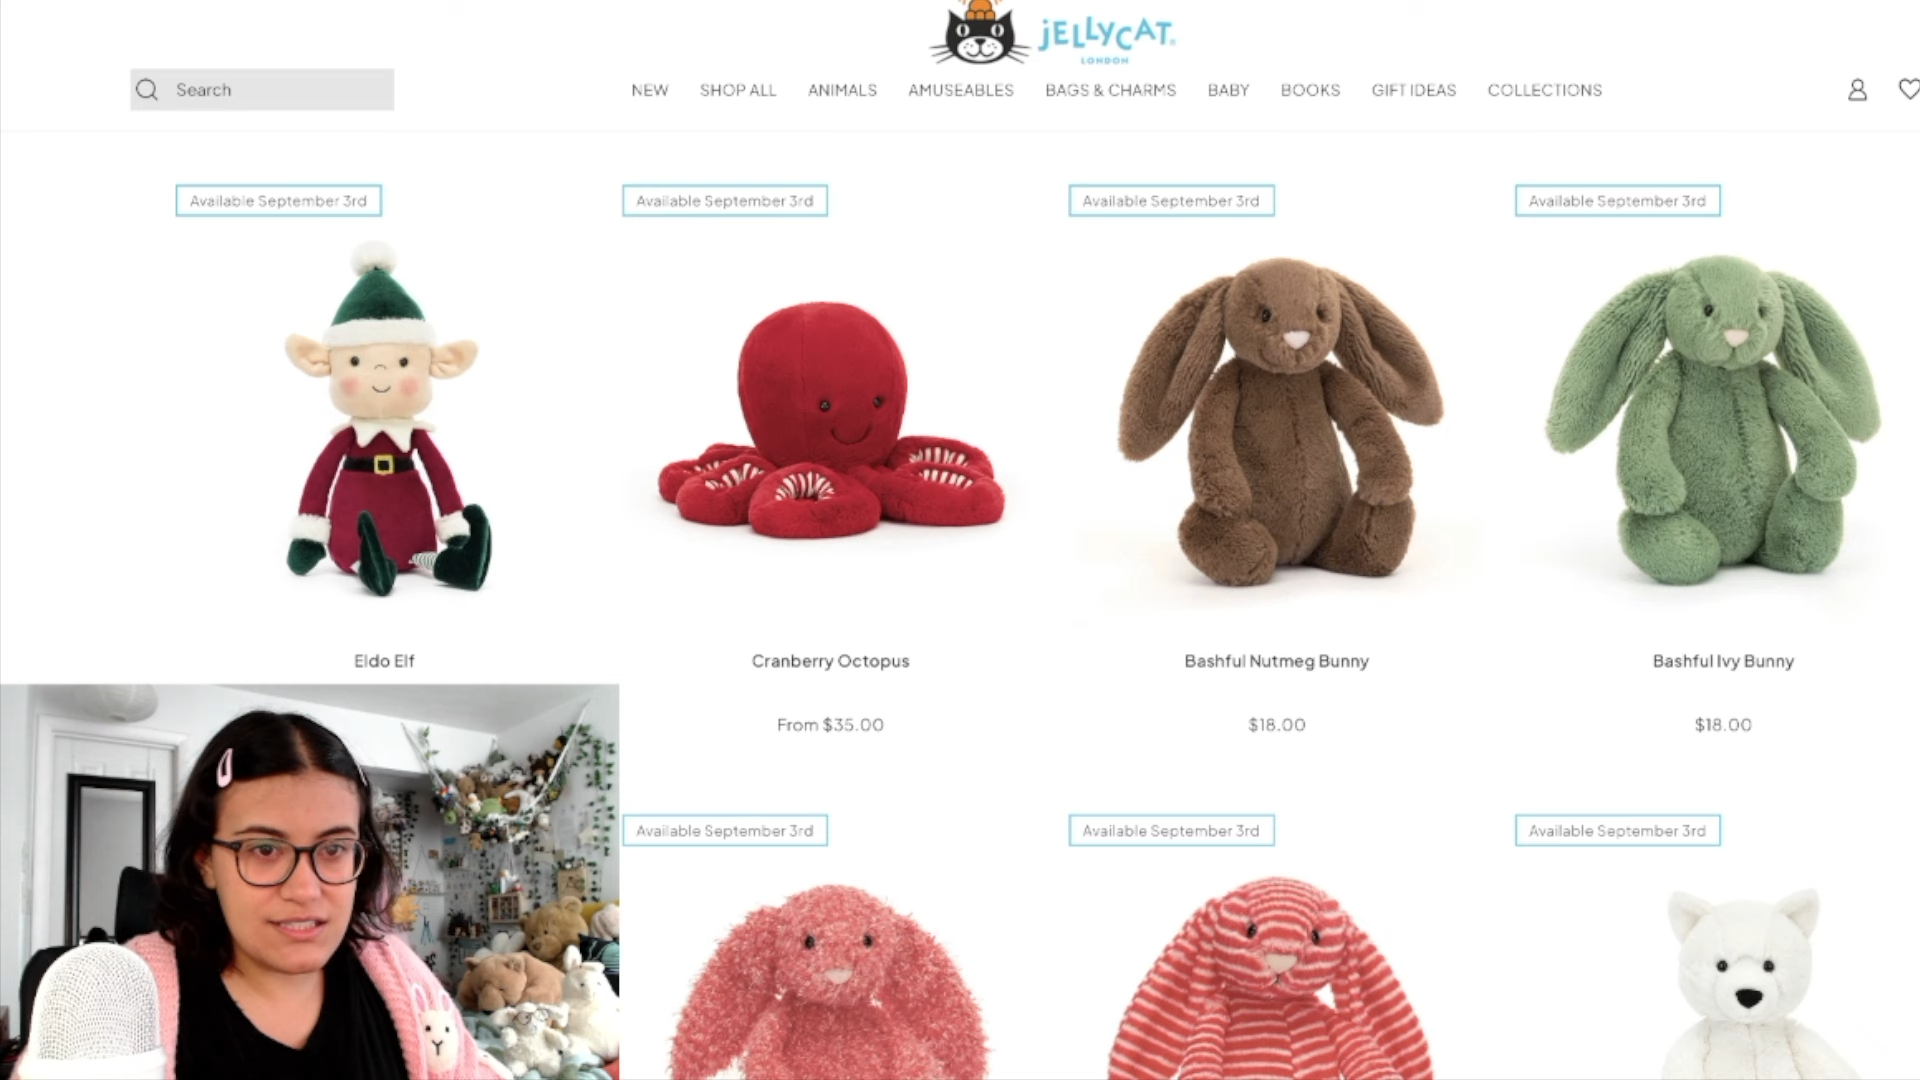 jELLYCAT
LONDON
Search
NEW SHOP ALL ANIMALS AMUSEABLES BAGS & CHARMS BABY BOOKS GIFT IDEAS COLLECTIONS
Available September 3rd Available September 3rd Available September 3rd Available September 3rd
Eldo Elf Cranberry Octopus Bashful Nutmeg Bunny Bashful Ivy Bunny
From $35.00 $18.00 $18.00
Available September 3rd Available September 3rd Available September 3rd